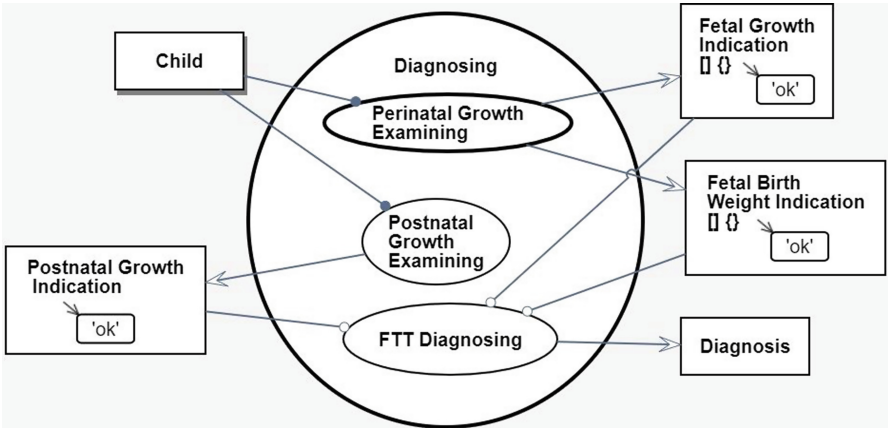 Fetal Growth
Indication
[] {}
'ok'
Child
Diagnosing
Perinatal Growth
Examining
Fetal Birth
Weight Indication
[] {}
'ok'
Postnatal
Growth
Examining
Postnatal Growth
Indication
'ok'
FTT Diagnosing
Diagnosis